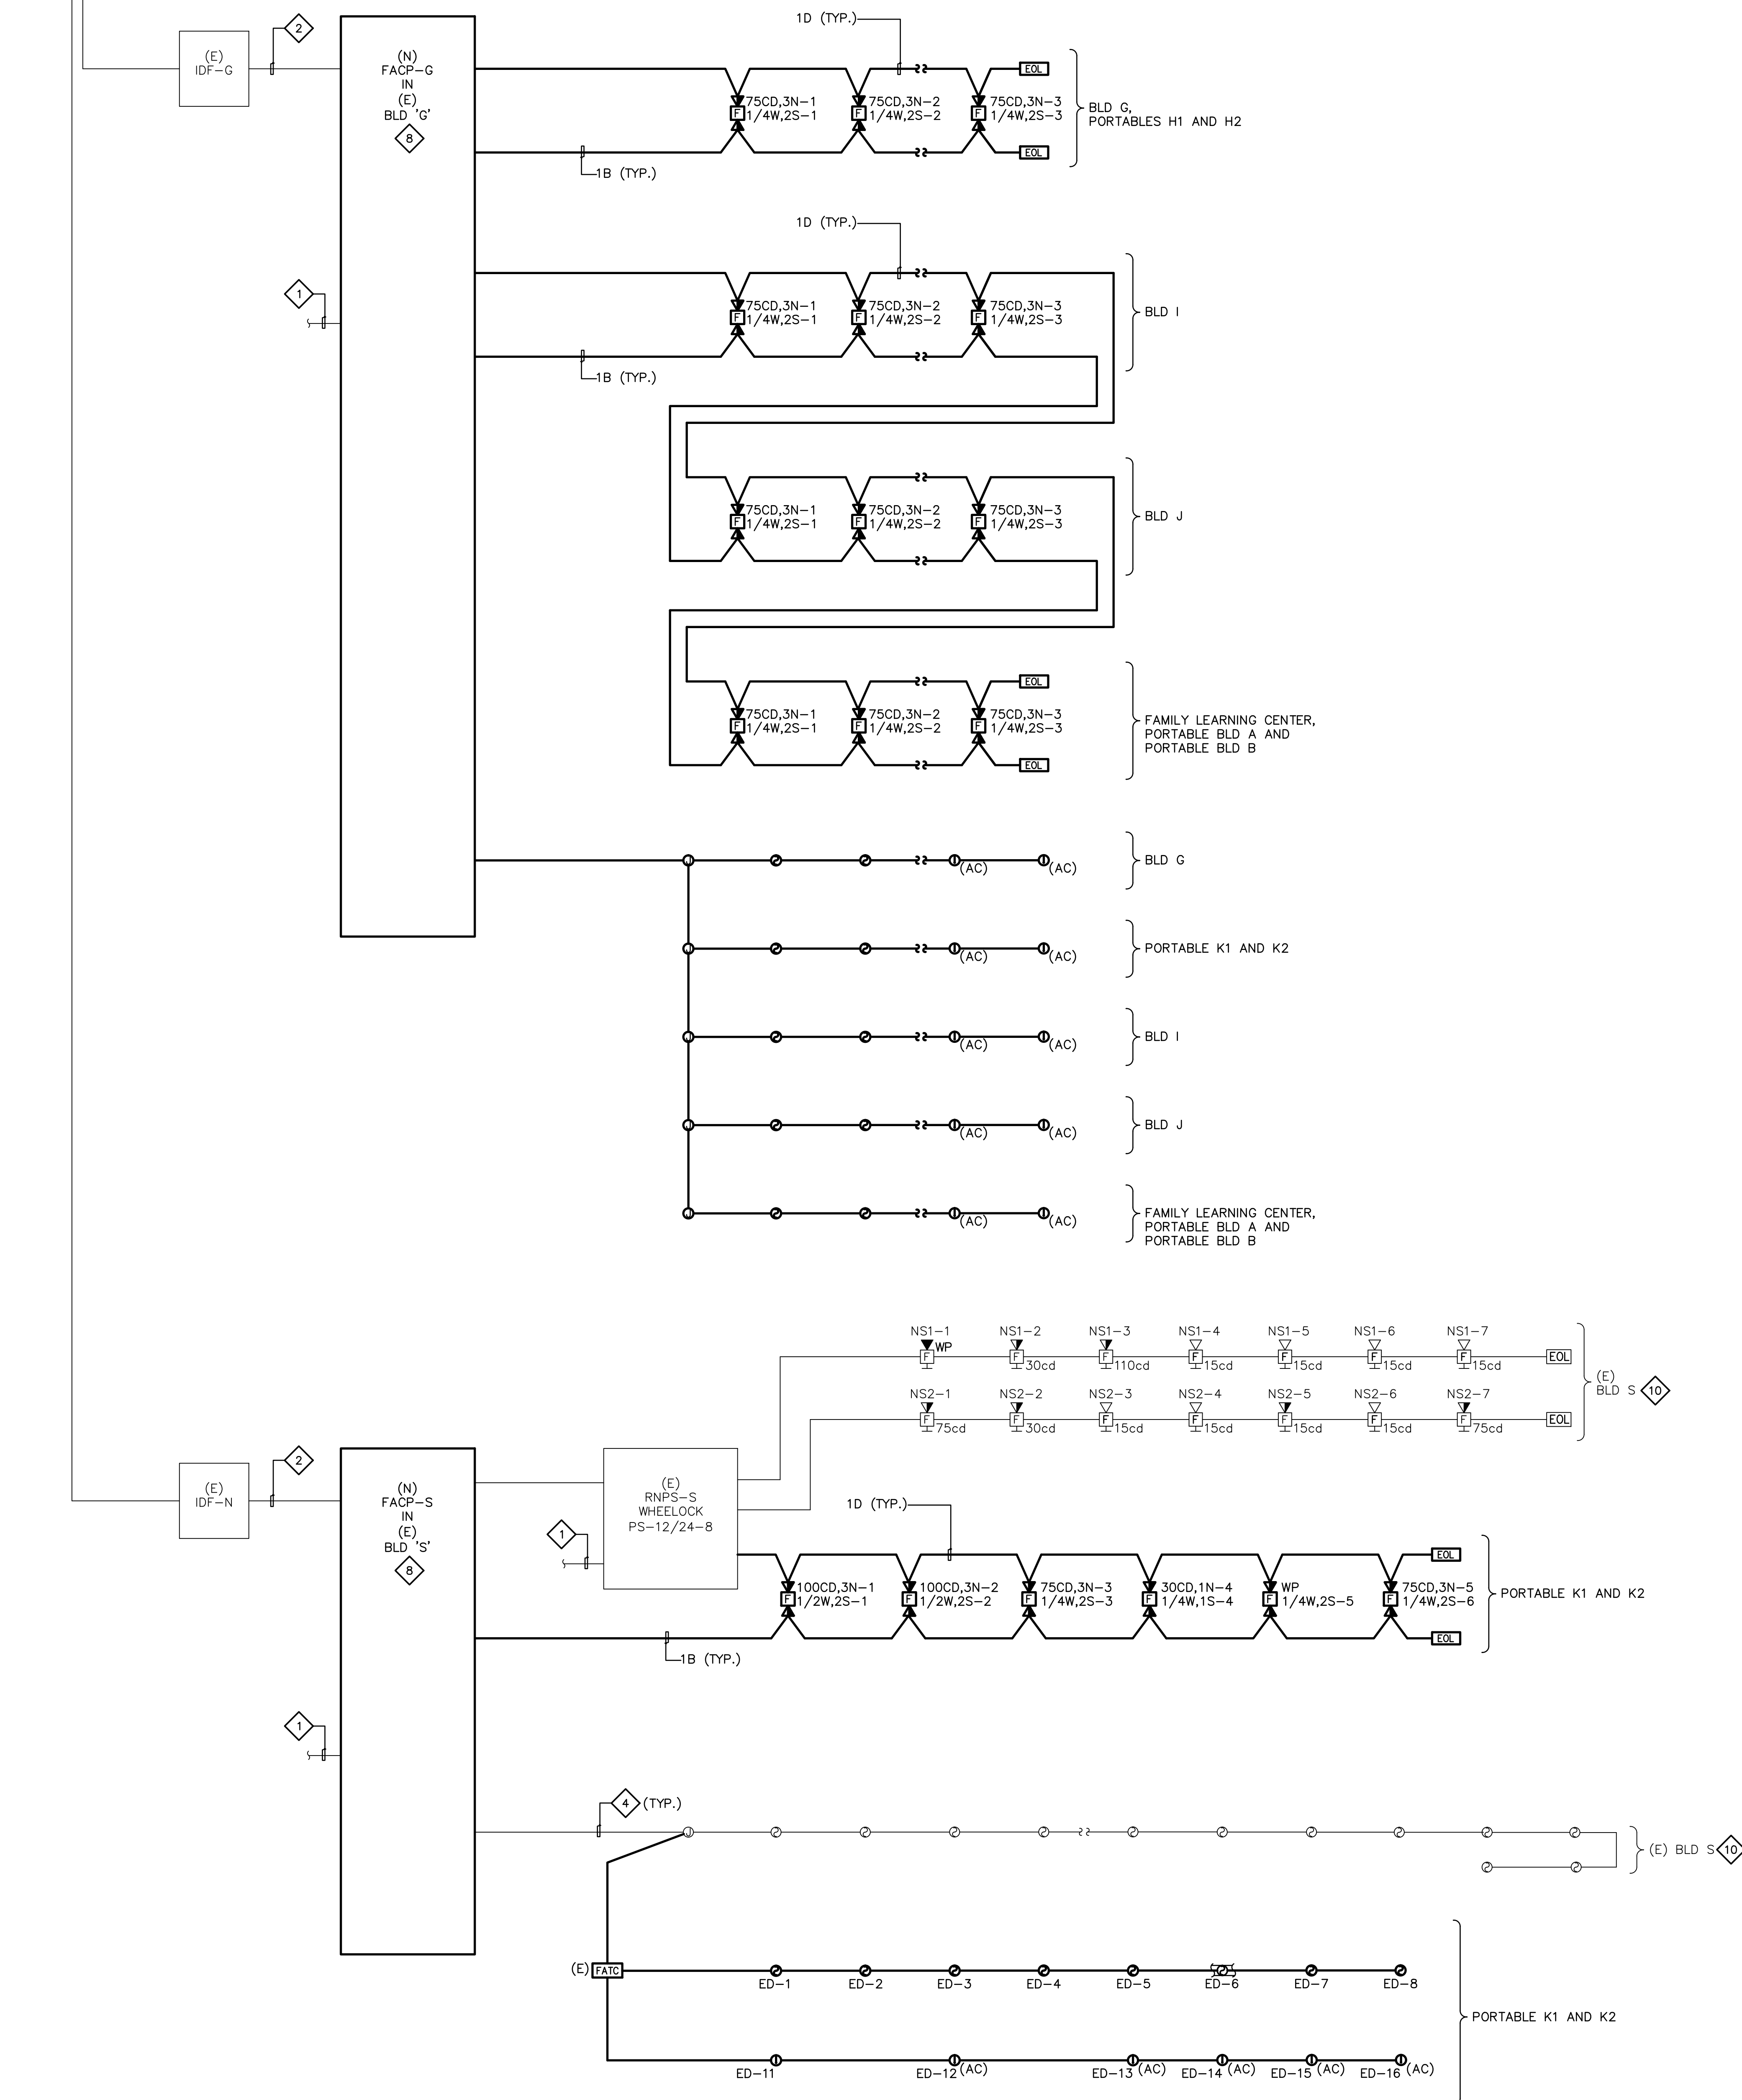 (E)
IDF-G
2
(N)
FACP-G
IN
(E)
BLD 'G'
8
1
1D (TYP.)
EOL
75CD,3N-1
F
1/4W,2S-1
75CD,3N-2
F
1/4W,2S-2
75CD,3N-3
F
1/4W,2S-3
EOL
1B (TYP.)
BLD G,
PORTABLES H1 AND H2
1D (TYP.)
75CD,3N-1
F
1/4W,2S-1
75CD,3N-2
F
1/4W,2S-2
75CD,3N-3
F
1/4W,2S-3
1B (TYP.)
BLD I
75CD,3N-1
F
1/4W,2S-1
75CD,3N-2
F
1/4W,2S-2
75CD,3N-3
F
1/4W,2S-3
BLD J
EOL
75CD,3N-1
F
1/4W,2S-1
75CD,3N-2
F
1/4W,2S-2
75CD,3N-3
F
1/4W,2S-3
EOL
FAMILY LEARNING CENTER,
PORTABLE BLD A AND
PORTABLE BLD B
J
(AC)
(AC)
BLD G
J
(AC)
(AC)
PORTABLE K1 AND K2
J
(AC)
(AC)
BLD I
J
(AC)
(AC)
BLD J
J
(AC)
(AC)
FAMILY LEARNING CENTER,
PORTABLE BLD A AND
PORTABLE BLD B
NS1-1
NS1-2
NS1-3
NS1-4
NS1-5
NS1-6
NS1-7
WP
F
F
F
F
F
F
F
EOL
30cd
110cd
15cd
15cd
15cd
15cd
NS2-1
NS2-2
NS2-3
NS2-4
NS2-5
NS2-6
NS2-7
F
F
F
F
F
F
F
EOL
75cd
30cd
15cd
15cd
15cd
15cd
75cd
(E)
BLD S
10
(E)
IDF-N
2
(N)
FACP-S
IN
(E)
BLD 'S'
8
1
(E)
RNPS-S
WHEELOCK
PS-12/24-8
1
1D (TYP.)
EOL
100CD,3N-1
F
1/2W,2S-1
100CD,3N-2
F
1/2W,2S-2
75CD,3N-3
F
1/4W,2S-3
30CD,1N-4
F
1/4W,1S-4
WP
F
1/4W,2S-5
75CD,3N-5
F
1/4W,2S-6
EOL
1B (TYP.)
PORTABLE K1 AND K2
4
(TYP.)
J
(E) BLD S
10
(E)
FATC
ED-1
ED-2
ED-3
ED-4
ED-5
ED-6
ED-7
ED-8
PORTABLE K1 AND K2
ED-11
ED-12 (AC)
ED-13 (AC)
ED-14 (AC)
ED-15 (AC)
ED-16 (AC)